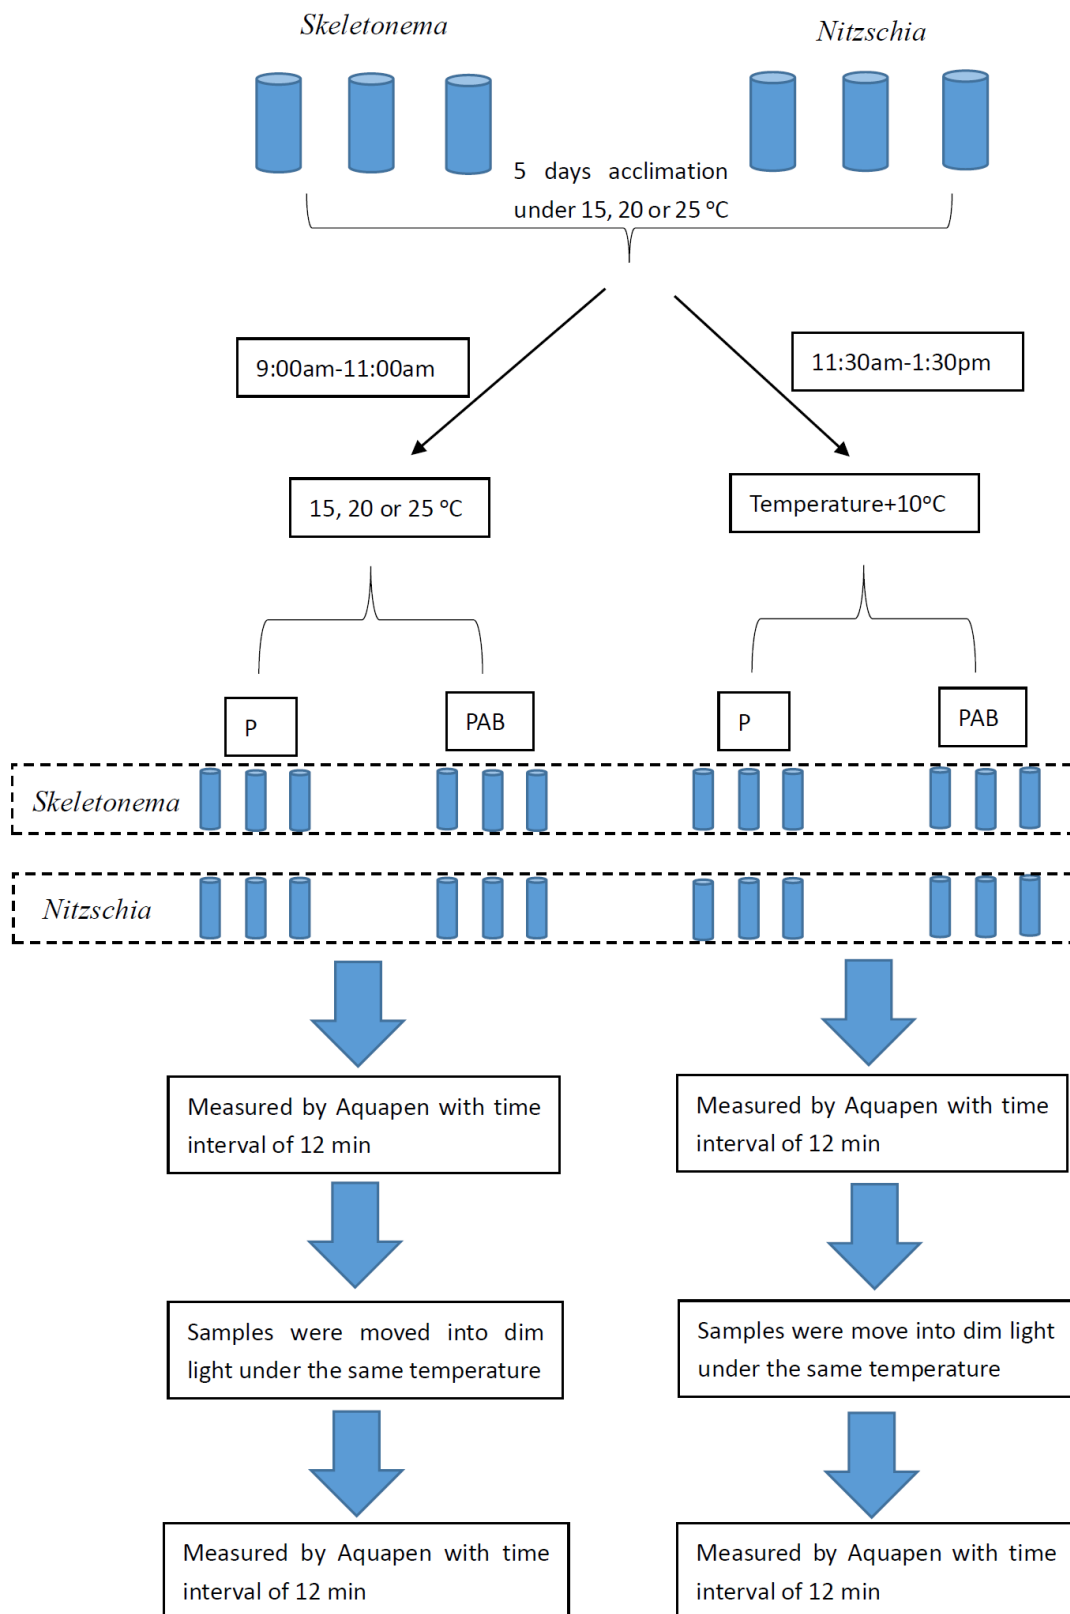 Skeletonema
Nitzschia
5 days acclimation
under 15, 20 or 25 °C
9:00am-11:00am
11:30am-1:30pm
15, 20 or 25 °C
Temperature+10°C
P
PAB
P
PAB
Skeletonema
Nitzschia
Measured by Aquapen with time
interval of 12 min
Measured by Aquapen with time
interval of 12 min
Samples were moved into dim
light under the same temperature
Samples were move into dim light
under the same temperature
Measured by Aquapen with time
interval of 12 min
Measured by Aquapen with time
interval of 12 min